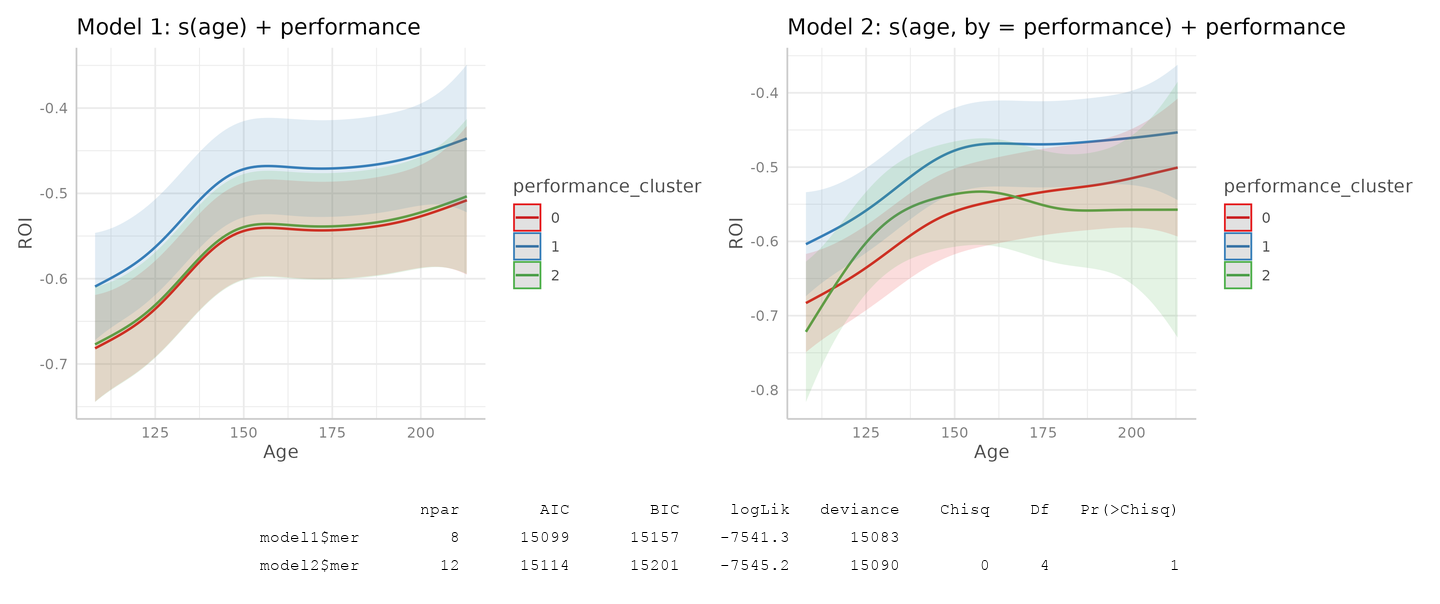 Model 1: s(age) + performance
-0.4
-0.5
-0.6
-0.7
ROI
125 150 175 200
Age
performance_cluster
0
1
2
Model 2: s(age, by = performance) + performance
-0.4
-0.5
-0.6
-0.7
-0.8
ROI
125 150 175 200
Age
performance_cluster
0
1
2
npar AIC BIC logLik deviance Chisq Df Pr(>Chisq)
model1$mer 8 15099 15157 -7541.3 15083
model2$mer 12 15114 15201 -7545.2 15090 0 4 1